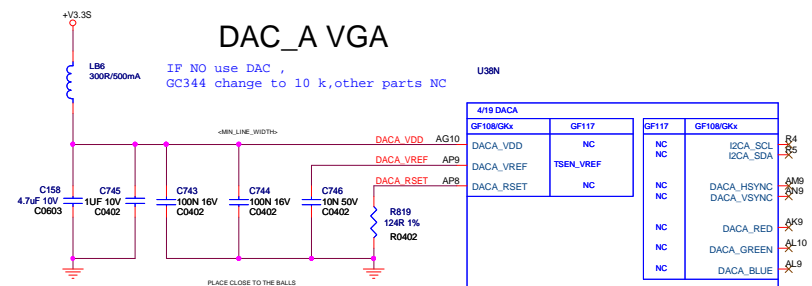 +V3.3S
DAC_A VGA
LB6
300R/500mA
IF NO use DAC ,
GC344 change to 10 k,other parts NC
U38N
4/19 DACA
GF108/GKx
GF117
GF117
GF108/GKx
<MIN_LINE_WIDTH>
DACA_VDD
AG10
DACA_VDD
NC
NC
I2CA_SCL
R4
NC
I2CA_SDA
R5
DACA_VREF
AP9
DACA_VREF
TSEN_VREF
DACA_RSET
AP8
DACA_RSET
NC
NC
DACA_HSYNC
AM9
NC
DACA_VSYNC
AN9
C158
4.7uF 10V
C0603
C745
1UF 10V
C0402
C743
100N 16V
C0402
C744
100N 16V
C0402
C746
10N 50V
C0402
R819
124R 1%
R0402
NC
DACA_RED
AK9
NC
DACA_GREEN
AL10
NC
DACA_BLUE
AL9
PLACE CLOSE TO THE BALLS